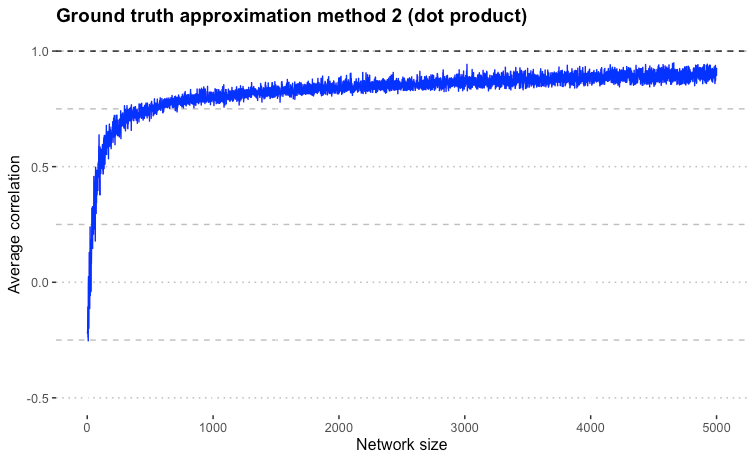 Ground truth approximation method 2 (dot product)
1.0
0.5
0.0
-0.5
Average correlation
0 1000 2000 3000 4000 5000
Network size